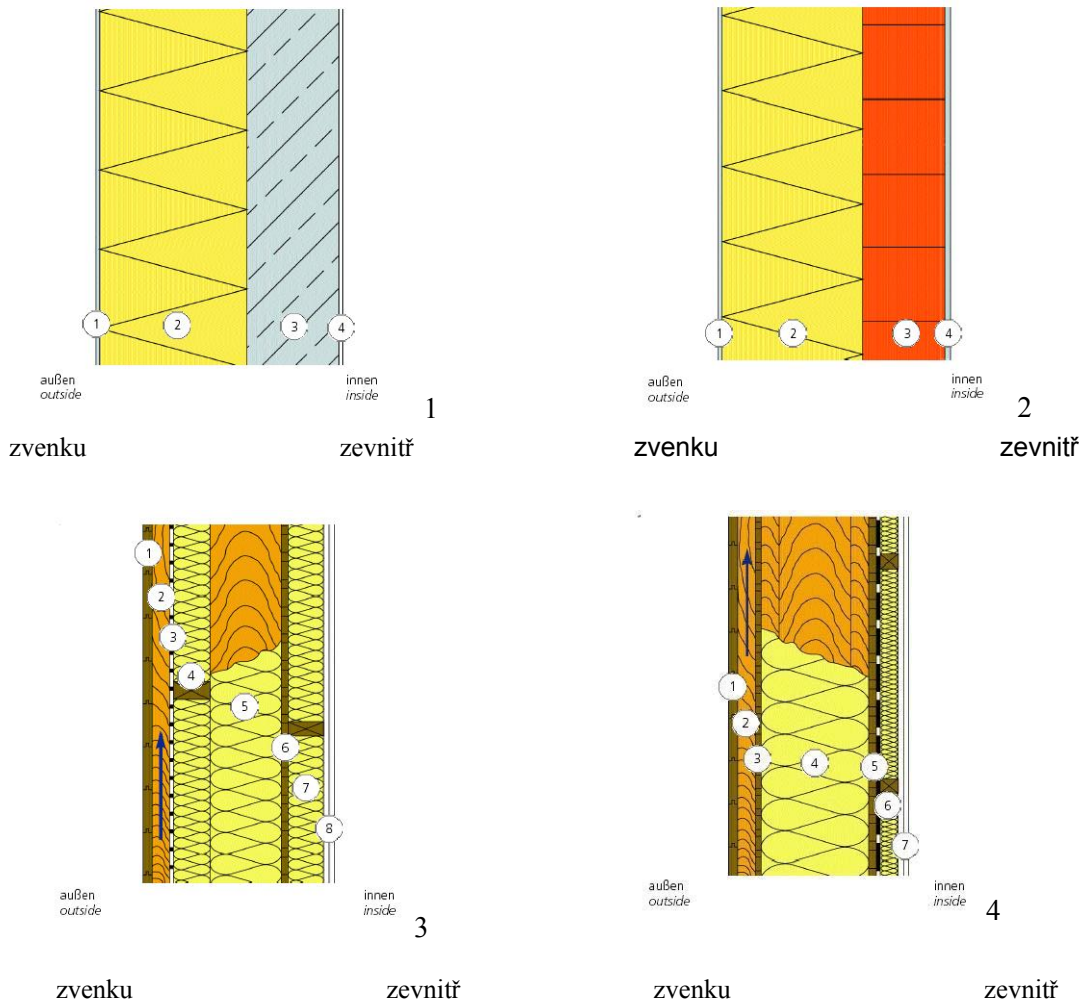 1 2 3 4
1 2 3 4
außen
outside
innen
inside
1
zvenku zevnitř
außen
outside
innen
inside
2
zvenku zevnitř
1
2
3
4
5
6
7
8
außen
outside
innen
inside
3
zvenku zevnitř
1
2
3
4
5
6
7
außen
outside
innen
inside
4
zvenku zevnitř